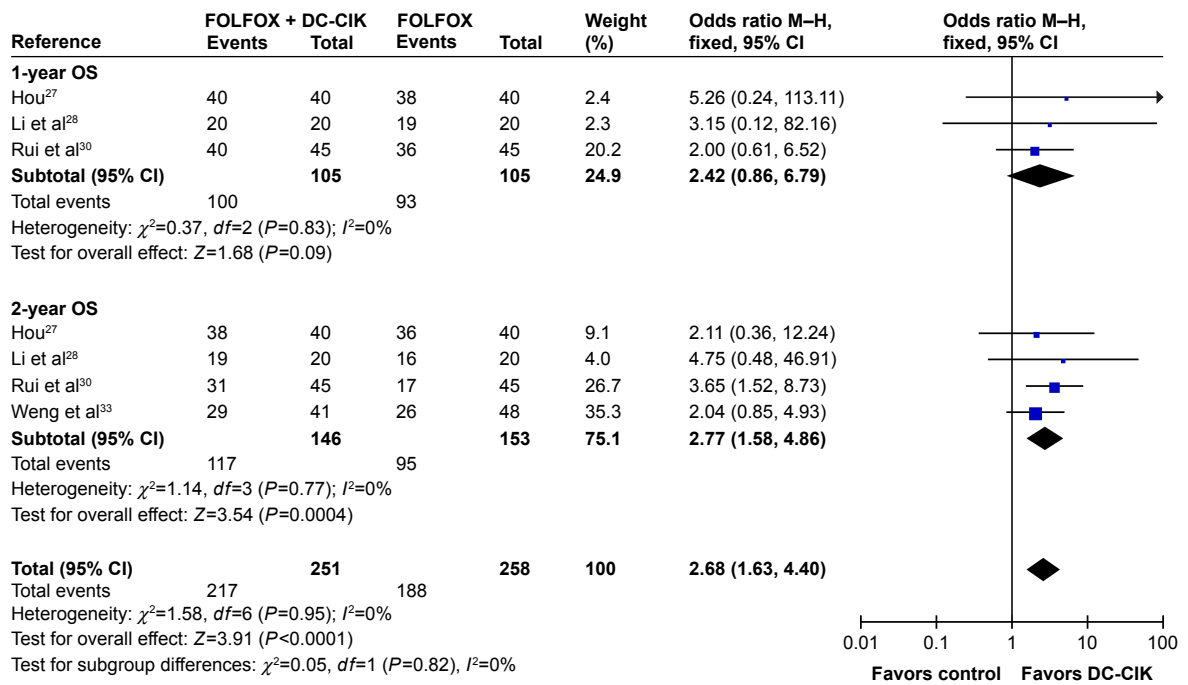 FOLFOX + DC-CIK FOLFOX Weight Odds ratio M–H, Odds ratio M–H,
Reference Events Total Events Total (%) fixed, 95% CI fixed, 95% CI
1-year OS
Hou²⁷ 40 40 38 40 2.4 5.26 (0.24, 113.11)
Li et al²⁸ 20 20 19 20 2.3 3.15 (0.12, 82.16)
Rui et al³⁰ 40 45 36 45 20.2 2.00 (0.61, 6.52)
Subtotal (95% CI) 105 105 24.9 2.42 (0.86, 6.79)
Total events 100 93
Heterogeneity: χ²=0.37, df=2 (P=0.83); I²=0%
Test for overall effect: Z=1.68 (P=0.09)
2-year OS
Hou²⁷ 38 40 36 40 9.1 2.11 (0.36, 12.24)
Li et al²⁸ 19 20 16 20 4.0 4.75 (0.48, 46.91)
Rui et al³⁰ 31 45 17 45 26.7 3.65 (1.52, 8.73)
Weng et al³³ 29 41 26 48 35.3 2.04 (0.85, 4.93)
Subtotal (95% CI) 146 153 75.1 2.77 (1.58, 4.86)
Total events 117 95
Heterogeneity: χ²=1.14, df=3 (P=0.77); I²=0%
Test for overall effect: Z=3.54 (P=0.0004)
Total (95% CI) 251 258 100 2.68 (1.63, 4.40)
Total events 217 188
Heterogeneity: χ²=1.58, df=6 (P=0.95); I²=0%
Test for overall effect: Z=3.91 (P<0.0001)
Test for subgroup differences: χ²=0.05, df=1 (P=0.82), I²=0%
0.01 0.1 1 10 100
Favors control Favors DC-CIK